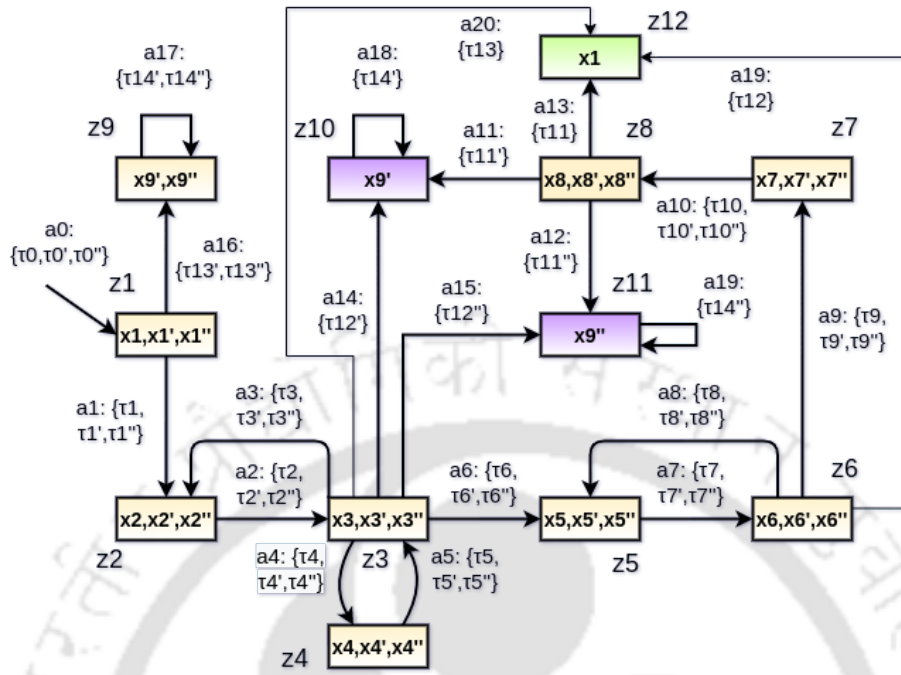 a20:
{τ13}
z12
x1
a17:
{τ14',τ14"}
a18:
{τ14'}
a19:
{τ12}
z9
z10
a13:
{τ11}
z8
z7
a11:
{τ11'}
x9',x9''
x9'
x8,x8',x8''
x7,x7',x7''
a10: {τ10,
τ10',τ10"}
a0:
{τ0,τ0',τ0"}
z1
a16:
{τ13',τ13"}
a12:
{τ11"}
z11
a14:
{τ12'}
a15:
{τ12"}
a19:
{τ14"}
x1,x1',x1''
x9''
a9: {τ9,
τ9',τ9"}
a1: {τ1,
τ1',τ1"}
a3: {τ3,
τ3',τ3"}
a8: {τ8,
τ8',τ8"}
a2: {τ2,
τ2',τ2"}
a6: {τ6,
τ6',τ6"}
a7: {τ7,
τ7',τ7"}
z6
x2,x2',x2''
x3,x3',x3''
x5,x5',x5''
x6,x6',x6''
z2
a4: {τ4,
τ4',τ4"}
z3
a5: {τ5,
τ5',τ5"}
z5
x4,x4',x4''
z4